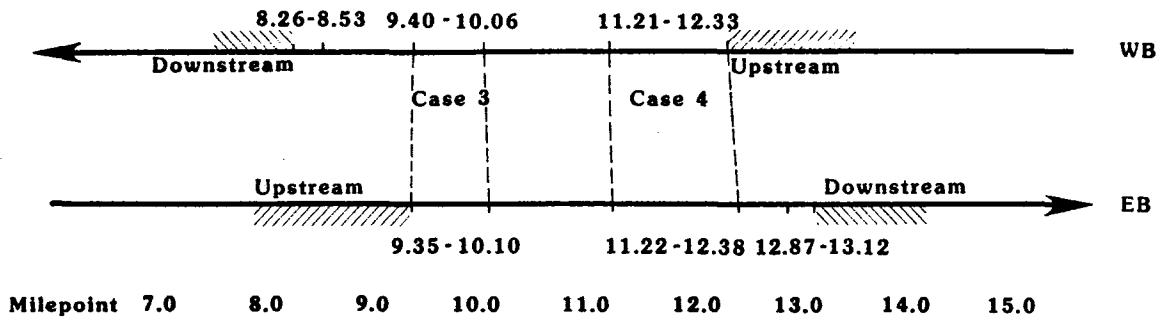 8.26-8.53 9.40 - 10.06 11.21 - 12.33
WB
Downstream Upstream
Case 3 Case 4
Upstream Downstream
EB
9.35 - 10.10 11.22 - 12.38 12.87 - 13.12
Milepoint 7.0 8.0 9.0 10.0 11.0 12.0 13.0 14.0 15.0